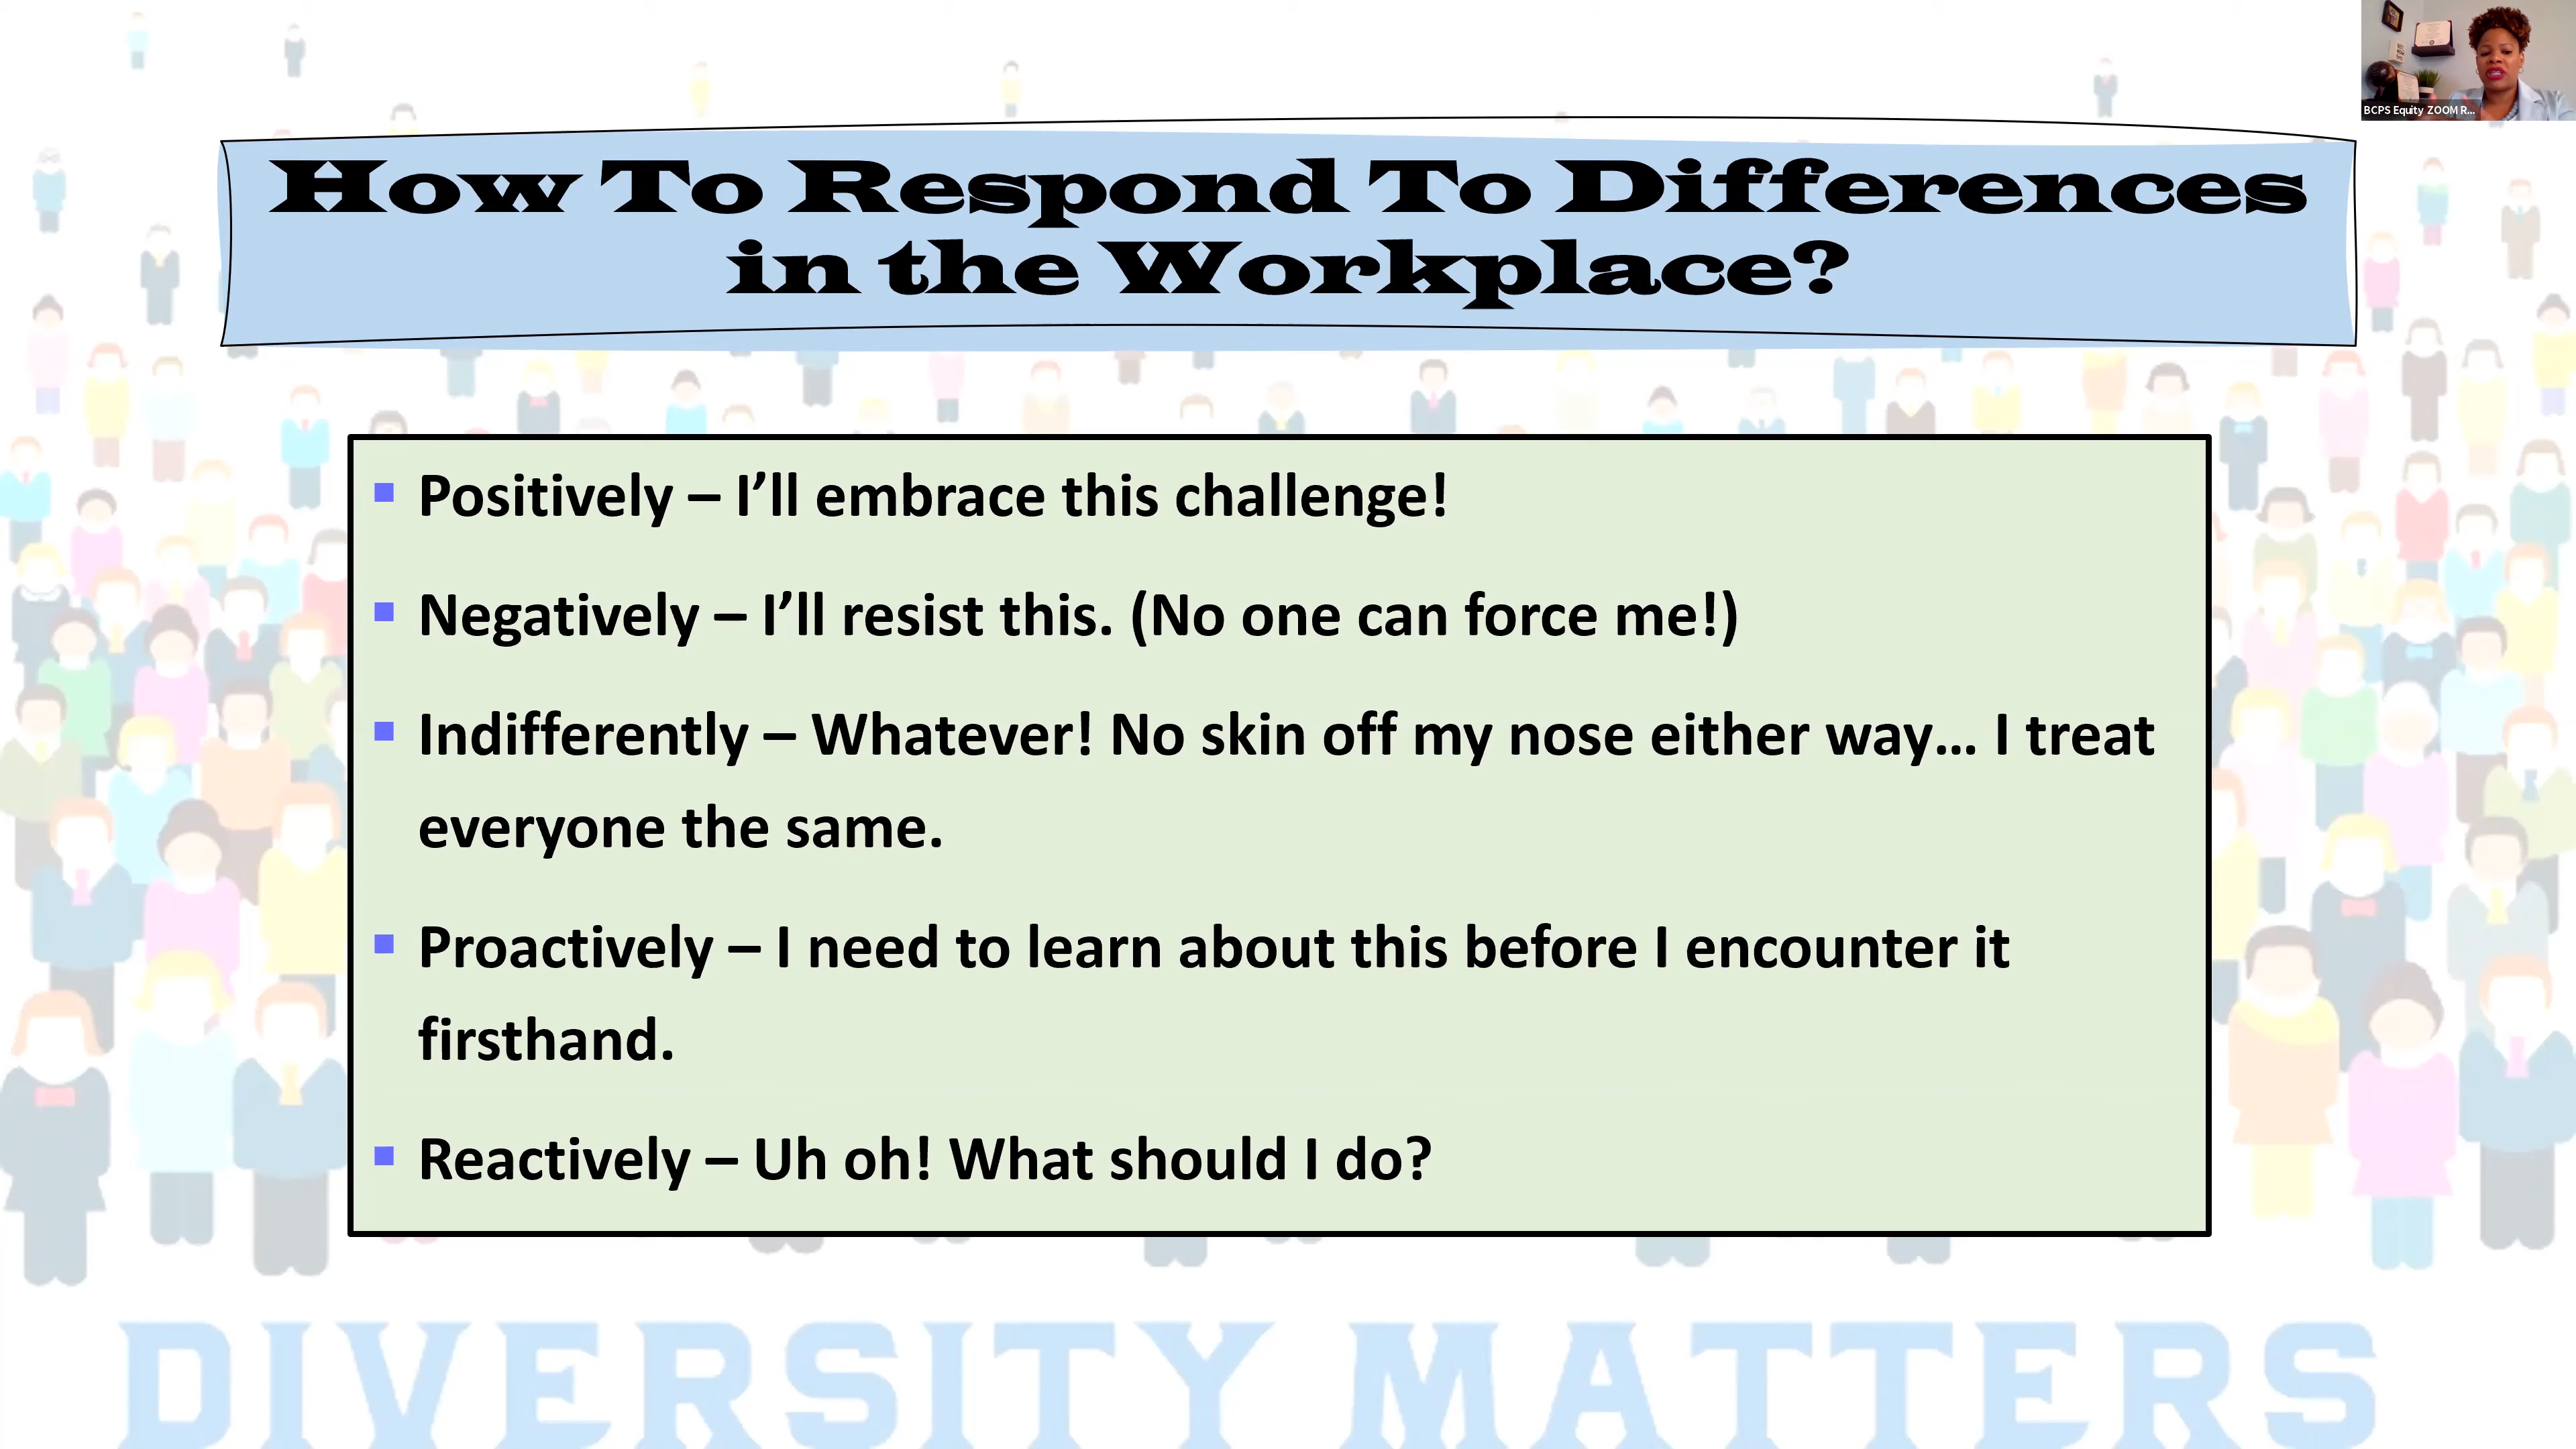 BCPS Equity ZOOM R...
How To Respond To Differences
in the Workplace?
▪ Positively – I’ll embrace this challenge!
▪ Negatively – I’ll resist this. (No one can force me!)
▪ Indifferently – Whatever! No skin off my nose either way… I treat
everyone the same.
▪ Proactively – I need to learn about this before I encounter it
firsthand.
▪ Reactively – Uh oh! What should I do?
DIVERSITY MATTERS